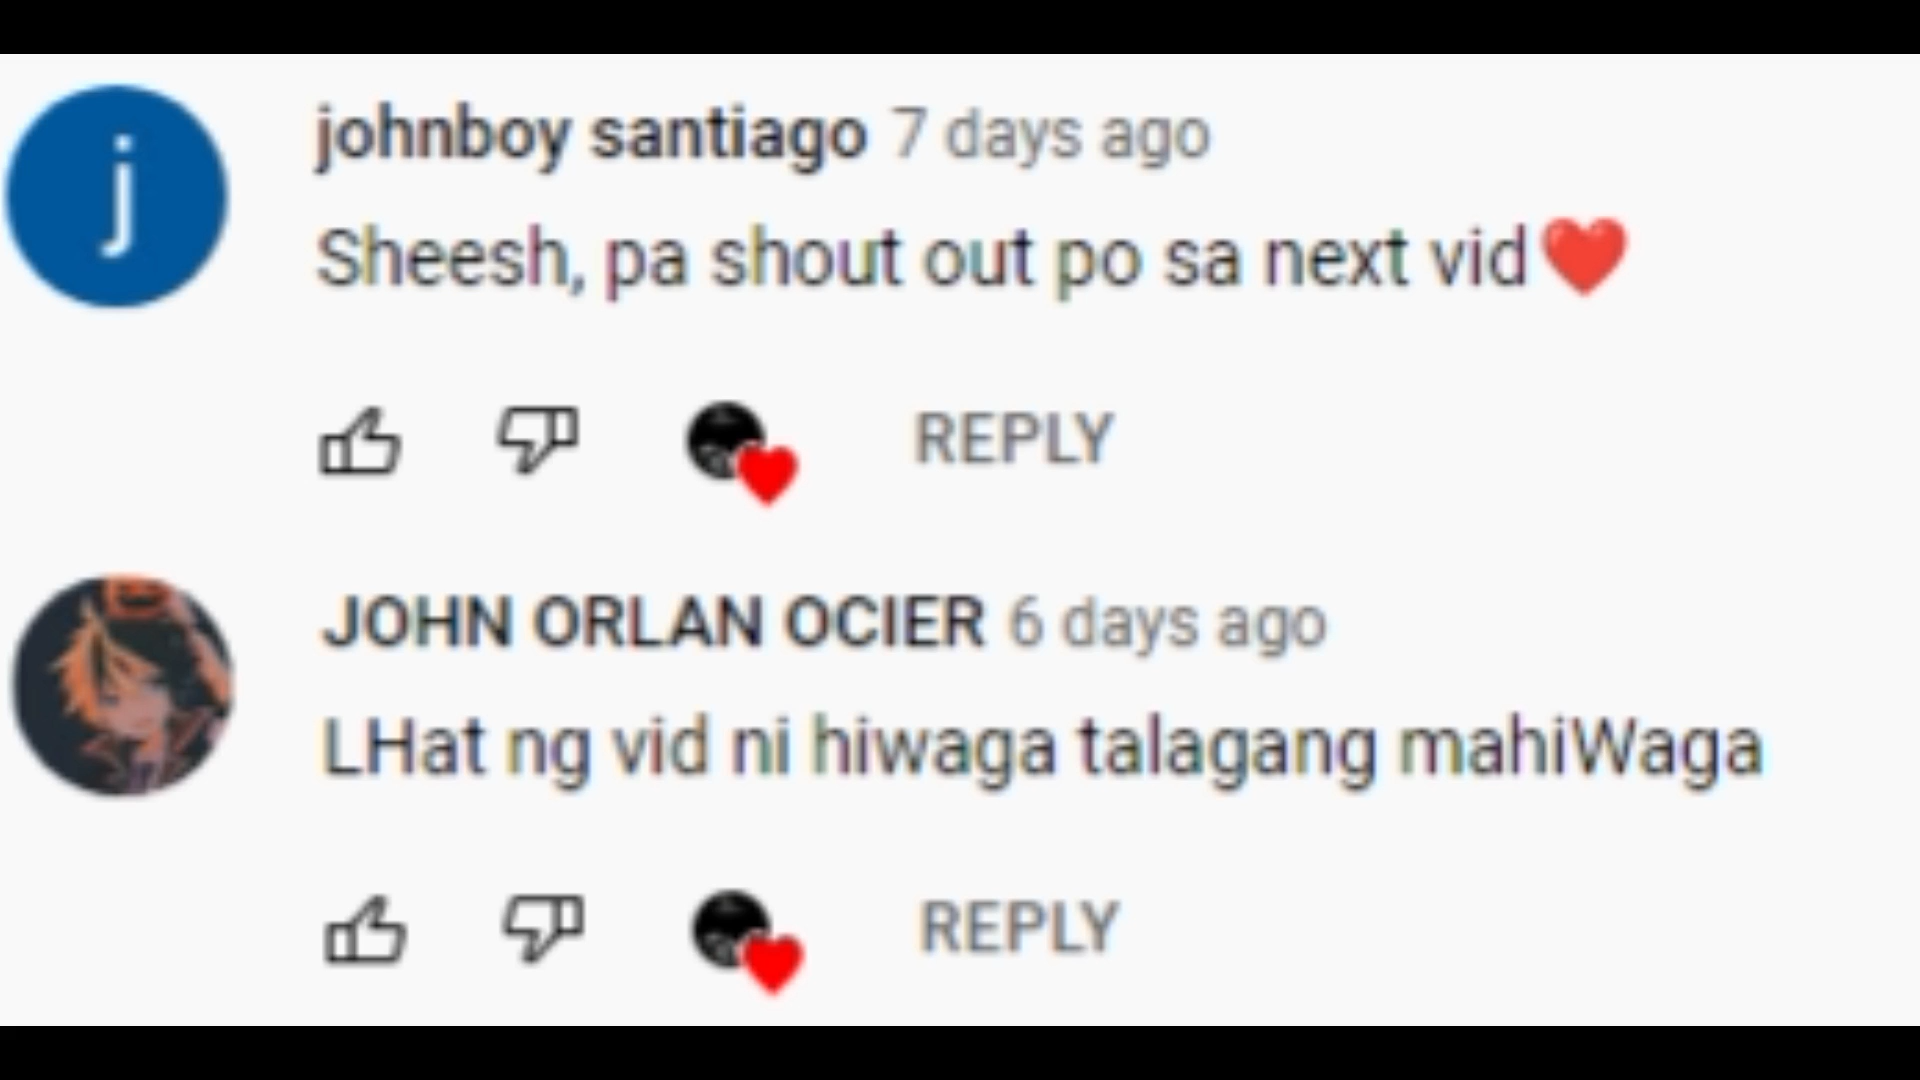 j
johnboy santiago 7 days ago
Sheesh, pa shout out po sa next vid❤️
REPLY
JOHN ORLAN OCIER 6 days ago
LHat ng vid ni hiwaga talagang mahiWaga
REPLY